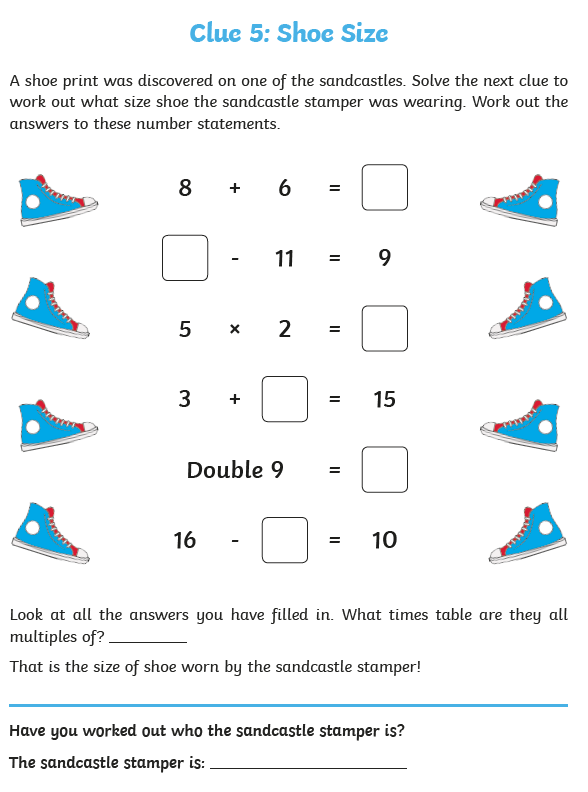 Clue 5: Shoe Size
A shoe print was discovered on one of the sandcastles. Solve the next clue to
work out what size shoe the sandcastle stamper was wearing. Work out the
answers to these number statements.
8 + 6 =
- 11 = 9
5 × 2 =
3 + = 15
Double 9 =
16 - = 10
Look at all the answers you have filled in. What times table are they all
multiples of? _________
That is the size of shoe worn by the sandcastle stamper!
Have you worked out who the sandcastle stamper is?
The sandcastle stamper is: _______________________